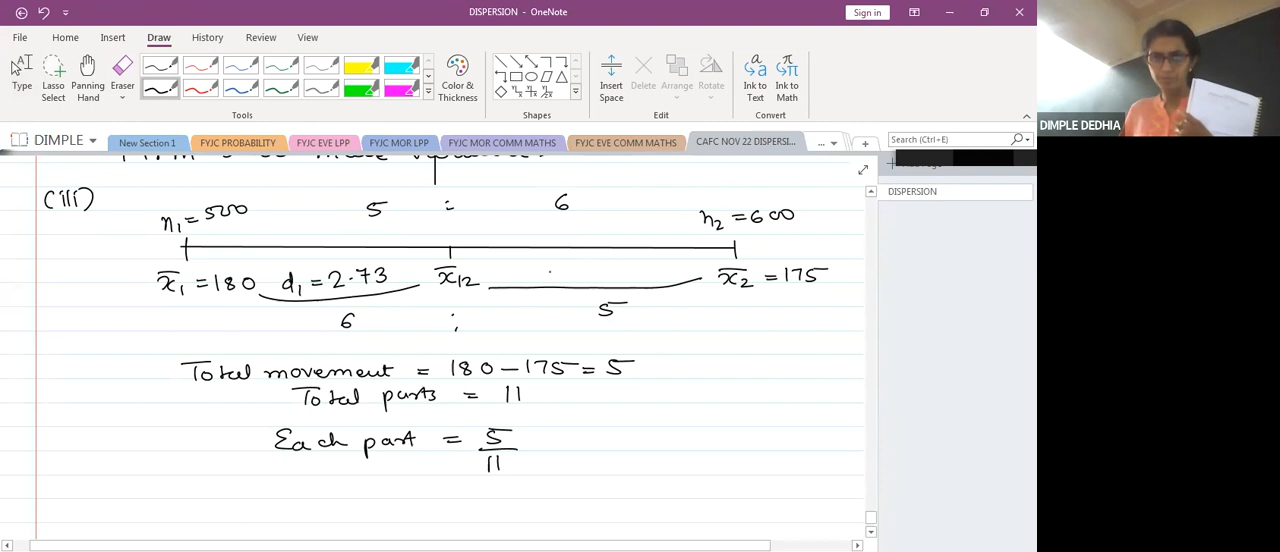 DISPERSION - OneNote
Sign in
File Home Insert Draw History Review View
Type
Lasso Select
Panning Hand
Eraser
Color & Thickness
Insert Space
Delete
Arrange
Rotate
Ink to Text
Ink to Math
Tools
Shapes
Edit
Convert
DIMPLE
New Section 1
FYJC PROBABILITY
FYJC EVE LPP
FYJC MOR LPP
FYJC MOR COMM MATHS
FYJC EVE COMM MATHS
CAFC NOV 22 DISPERSI...
Search (Ctrl+E)
DIMPLE DEDHIA
DISPERSION
(iii)
n₁ = 500 5 : 6 n₂ = 600
x̄₁ = 180 d₁ = 2.73 x̄₁₂ x̄₂ = 175
6 : 5
Total movement = 180 - 175 = 5
Total parts = 11
Each part = 5/11